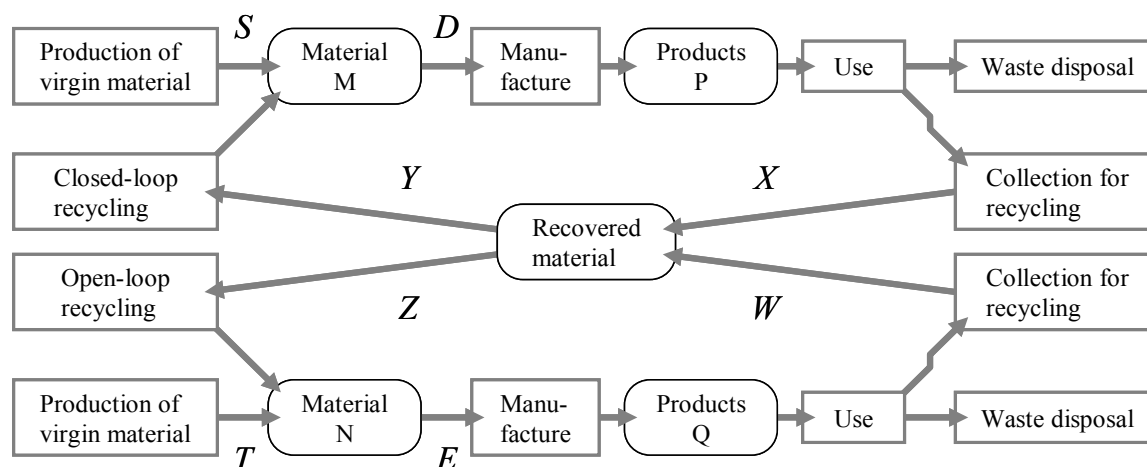 S
D
Production of
virgin material
Material
M
Manu-
facture
Products
P
Use
Waste disposal
Closed-loop
recycling
Y
X
Collection for
recycling
Recovered
material
Open-loop
recycling
Z
W
Collection for
recycling
Production of
virgin material
Material
N
Manu-
facture
Products
Q
Use
Waste disposal
T
E